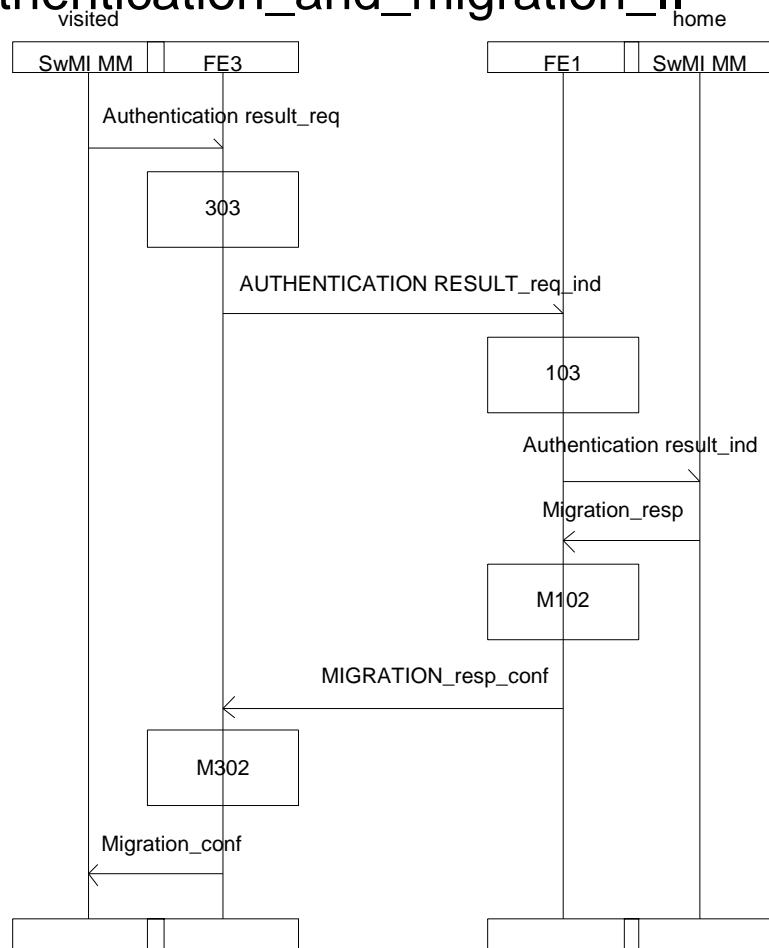 visited
home
SwMI MM
FE3
FE1
SwMI MM
Authentication result_req
303
AUTHENTICATION RESULT_req_ind
103
Authentication result_ind
Migration_resp
M102
MIGRATION_resp_conf
M302
Migration_conf